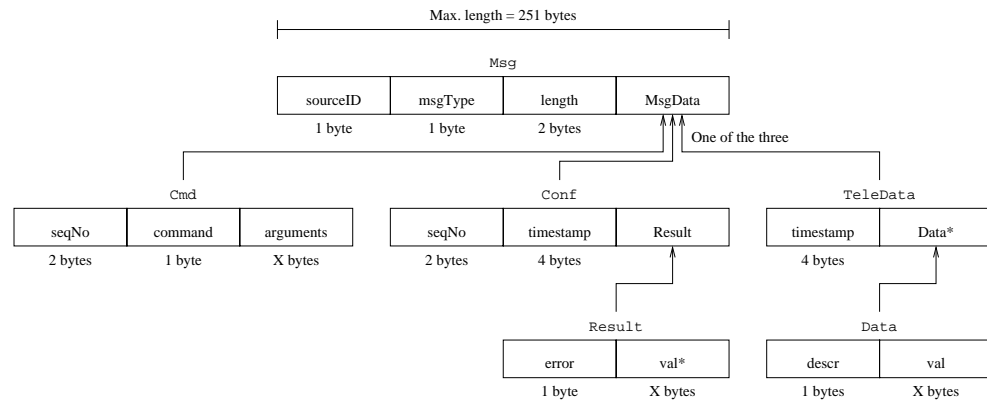 Max. length = 251 bytes
Msg
sourceID msgType length MsgData
1 byte 1 byte 2 bytes
One of the three
Cmd Conf TeleData
seqNo command arguments seqNo timestamp Result timestamp Data*
2 bytes 1 byte X bytes 2 bytes 4 bytes 4 bytes
Result Data
error val* descr val
1 byte X bytes 1 bytes X bytes